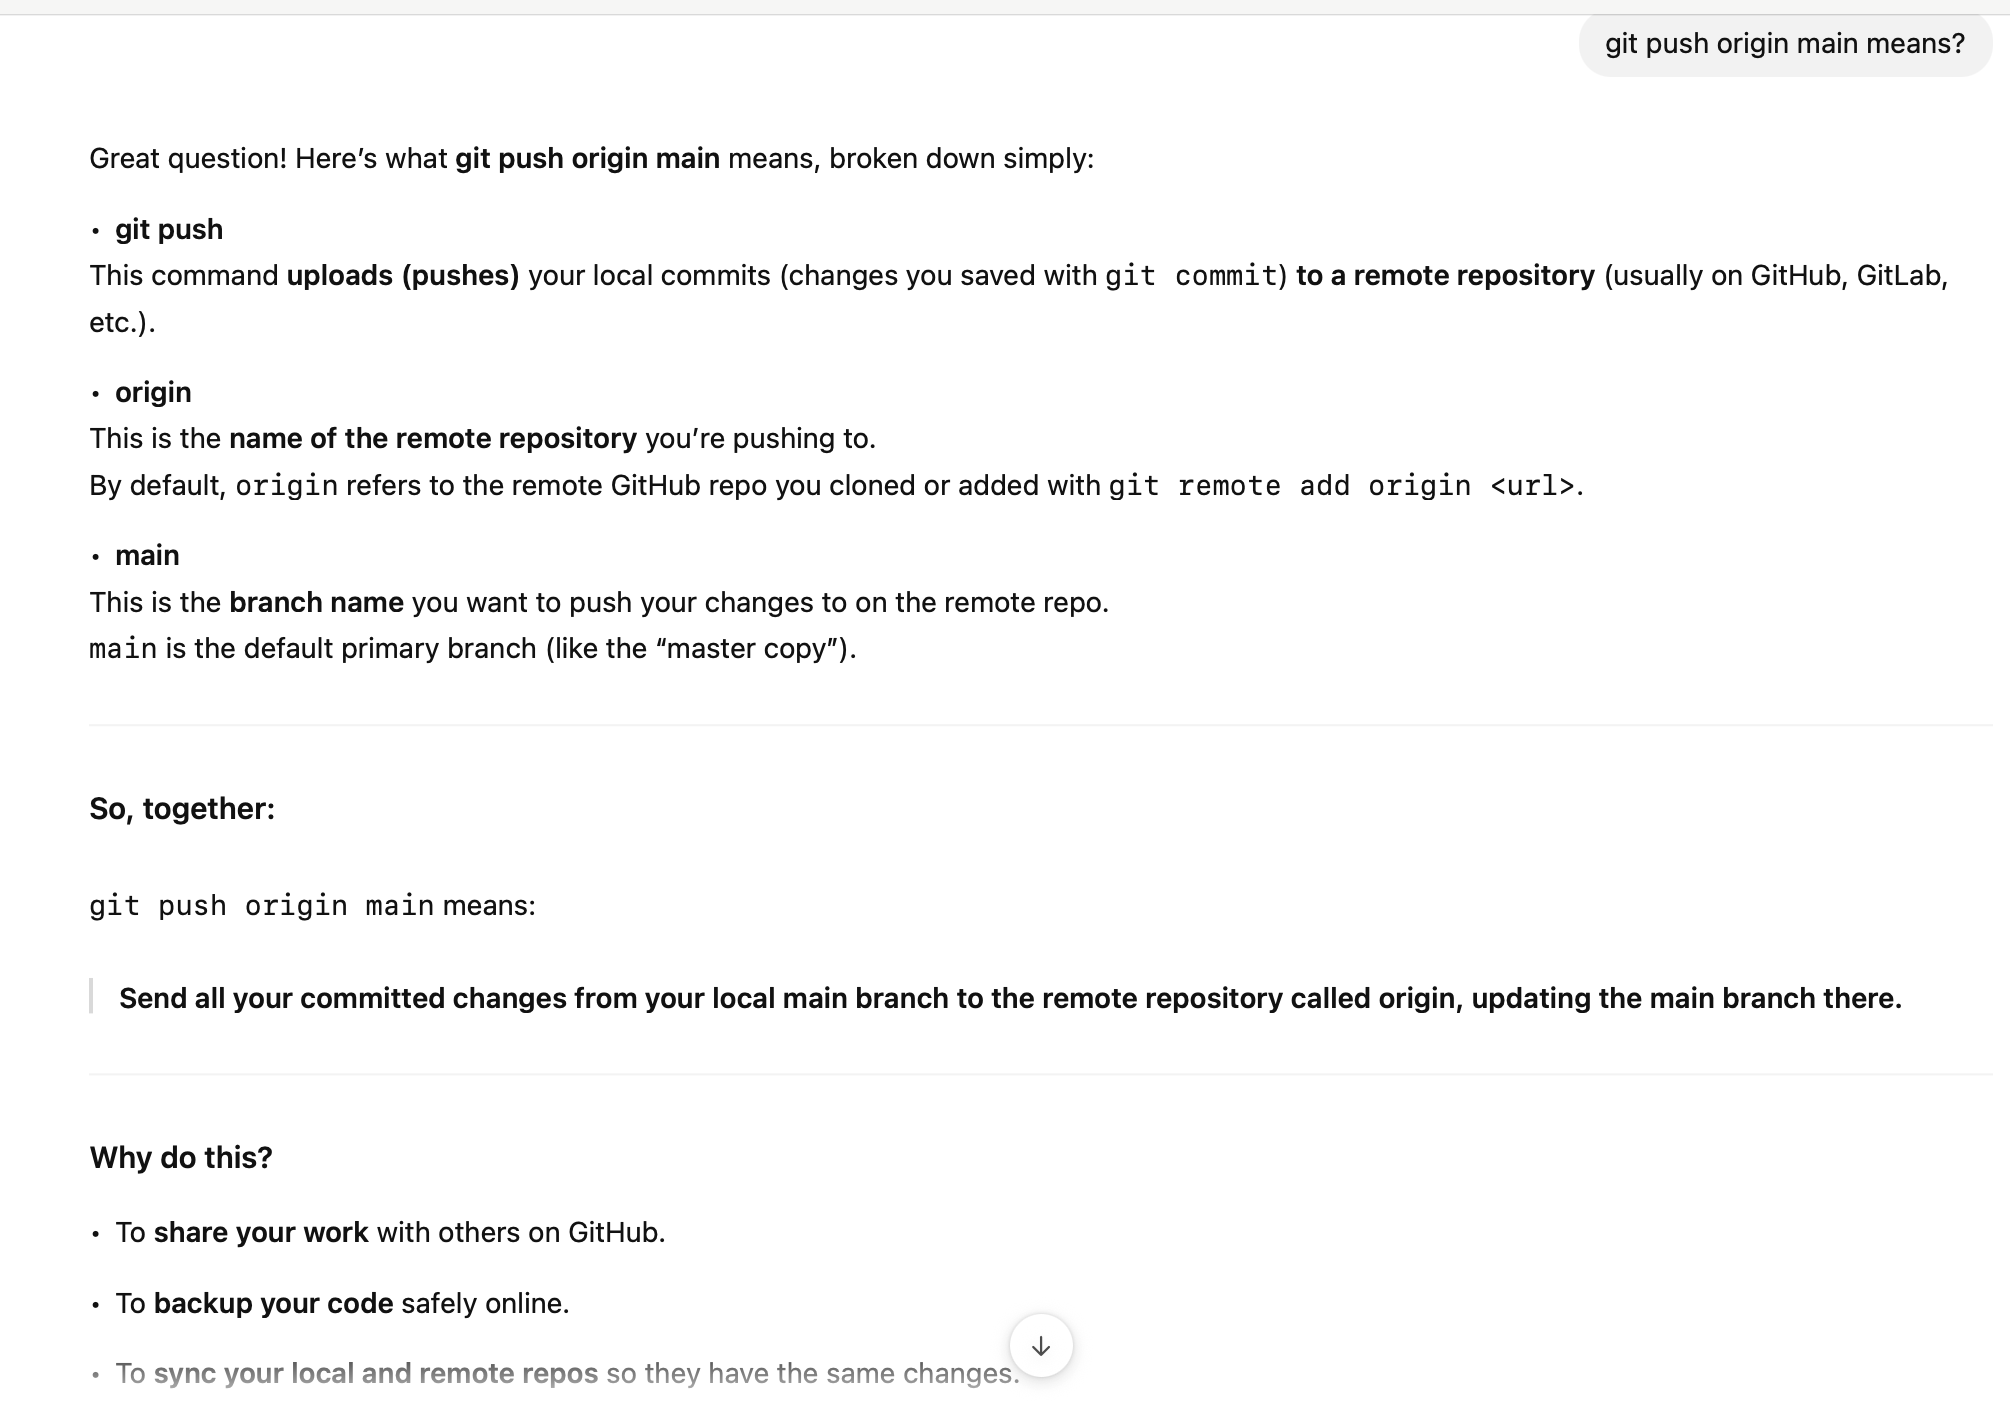 git push origin main means?
Great question! Here’s what git push origin main means, broken down simply:
• git push
This command uploads (pushes) your local commits (changes you saved with git commit) to a remote repository (usually on GitHub, GitLab,
etc.).
• origin
This is the name of the remote repository you’re pushing to.
By default, origin refers to the remote GitHub repo you cloned or added with git remote add origin <url>.
• main
This is the branch name you want to push your changes to on the remote repo.
main is the default primary branch (like the “master copy”).
So, together:
git push origin main means:
Send all your committed changes from your local main branch to the remote repository called origin, updating the main branch there.
Why do this?
• To share your work with others on GitHub.
• To backup your code safely online.
• To sync your local and remote repos so they have the same changes.